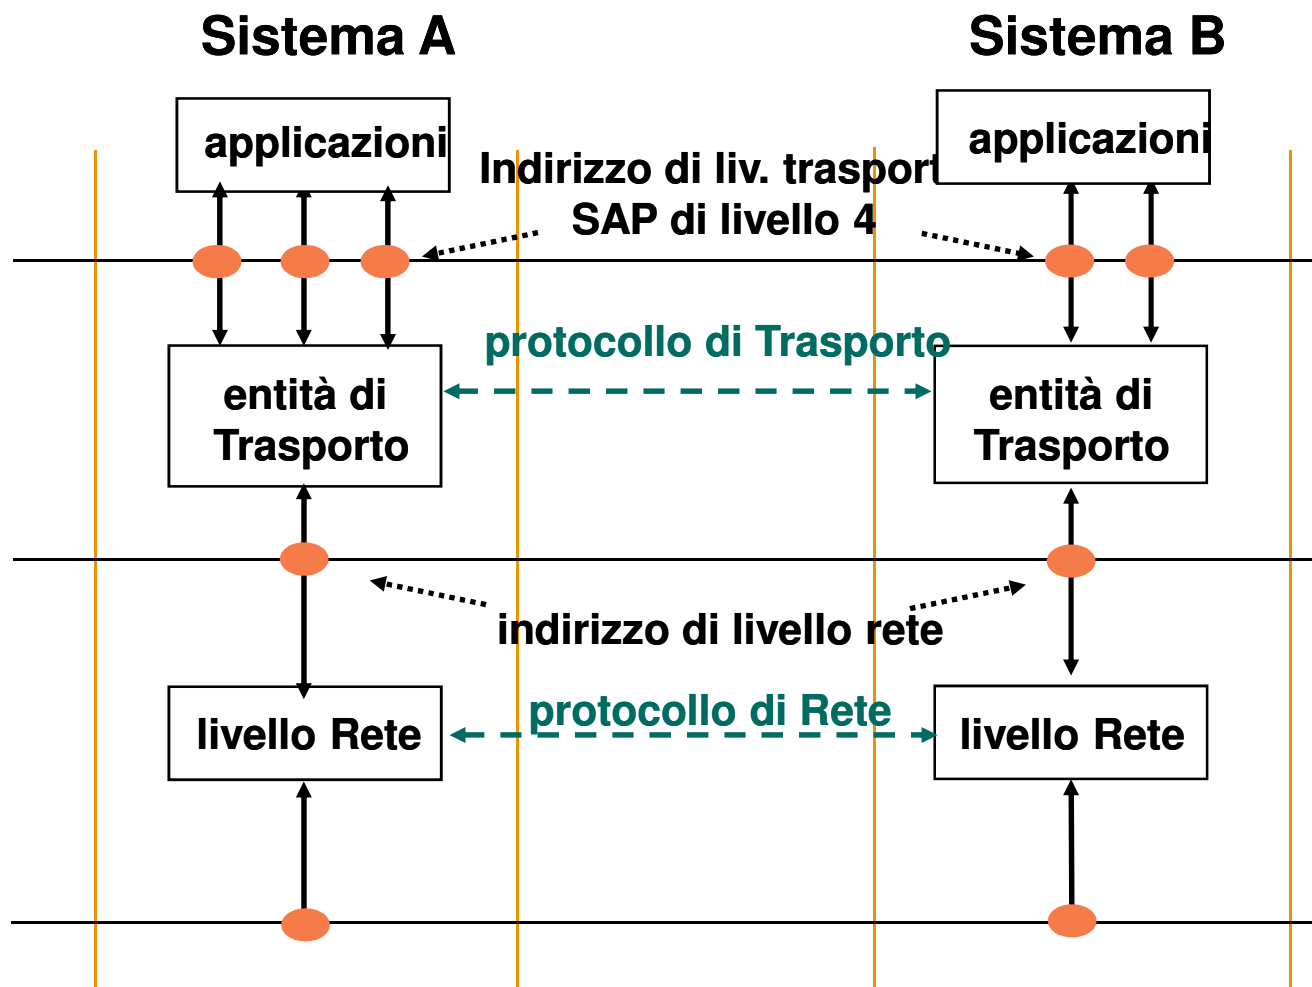 Sistema A
Sistema B
applicazioni
applicazioni
Indirizzo di liv. trasport
SAP di livello 4
protocollo di Trasporto
entità di
Trasporto
entità di
Trasporto
indirizzo di livello rete
protocollo di Rete
livello Rete
livello Rete